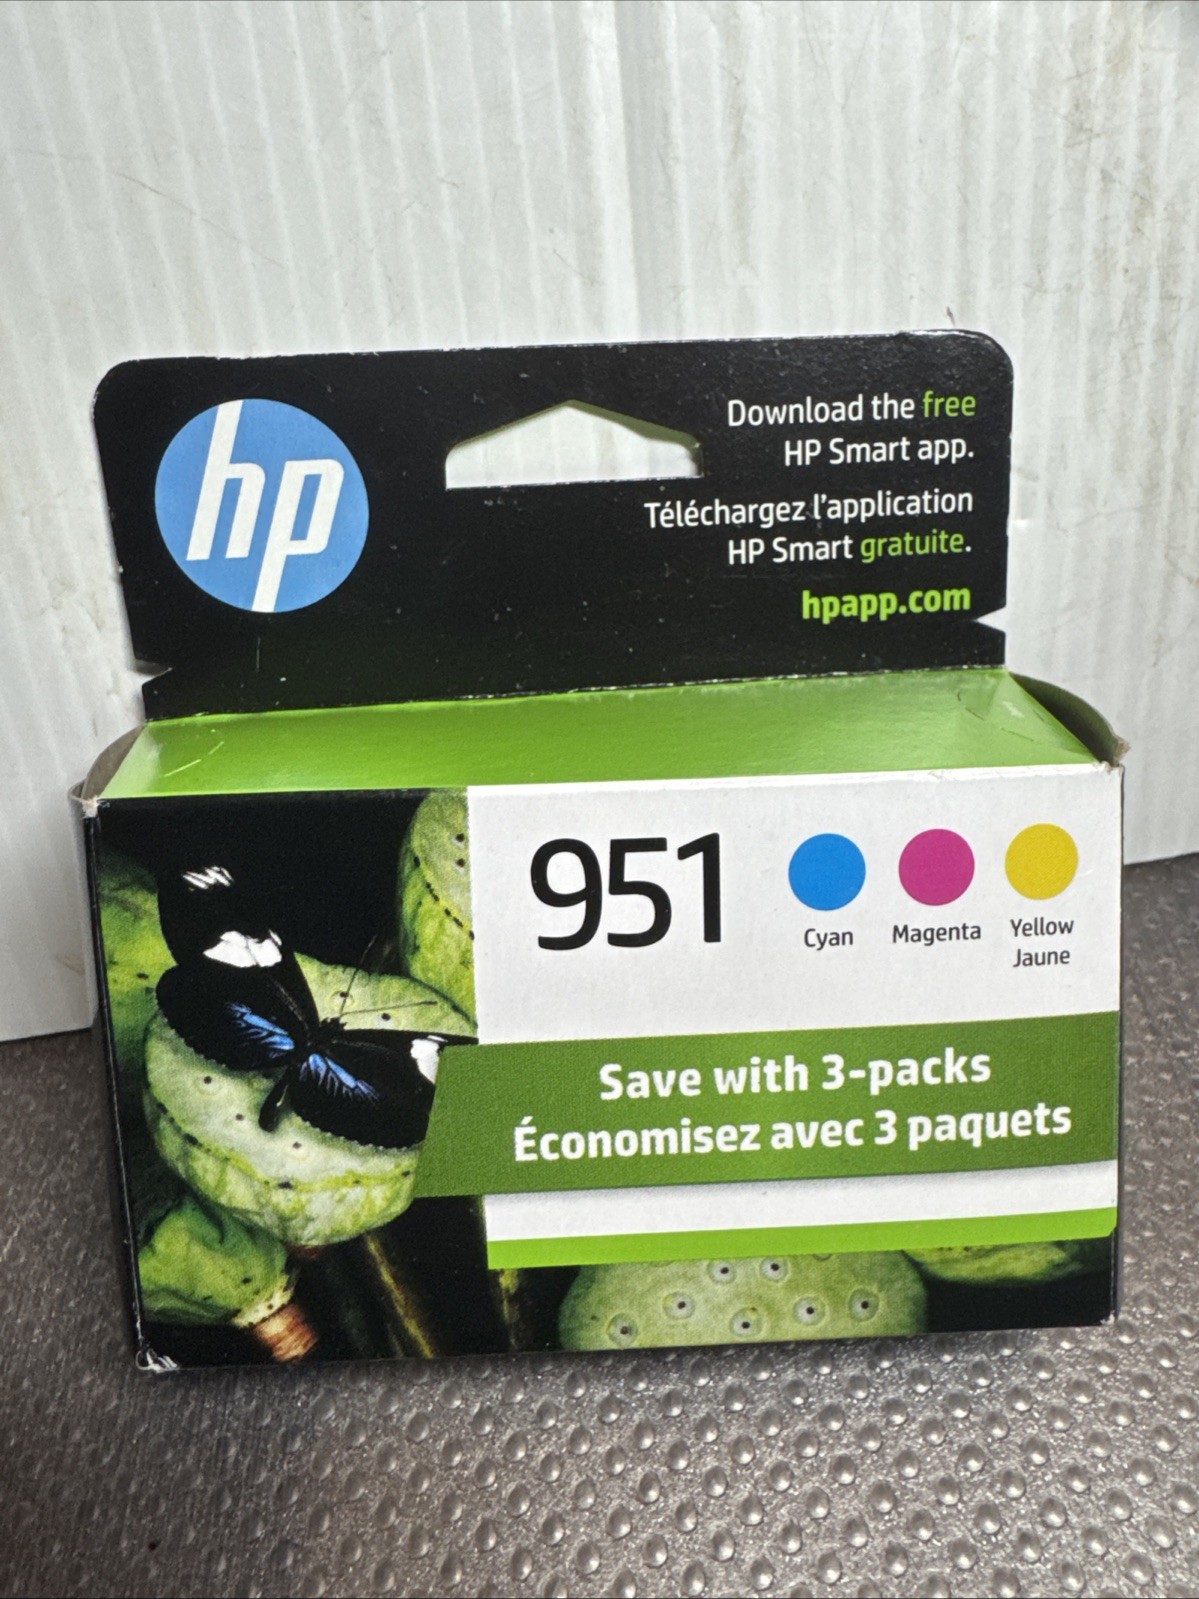 hp
Download the free
HP Smart app.
Téléchargez l'application
HP Smart gratuite.
hpapp.com
951
Cyan
Magenta
Yellow
Jaune
Save with 3-packs
Économisez avec 3 paquets